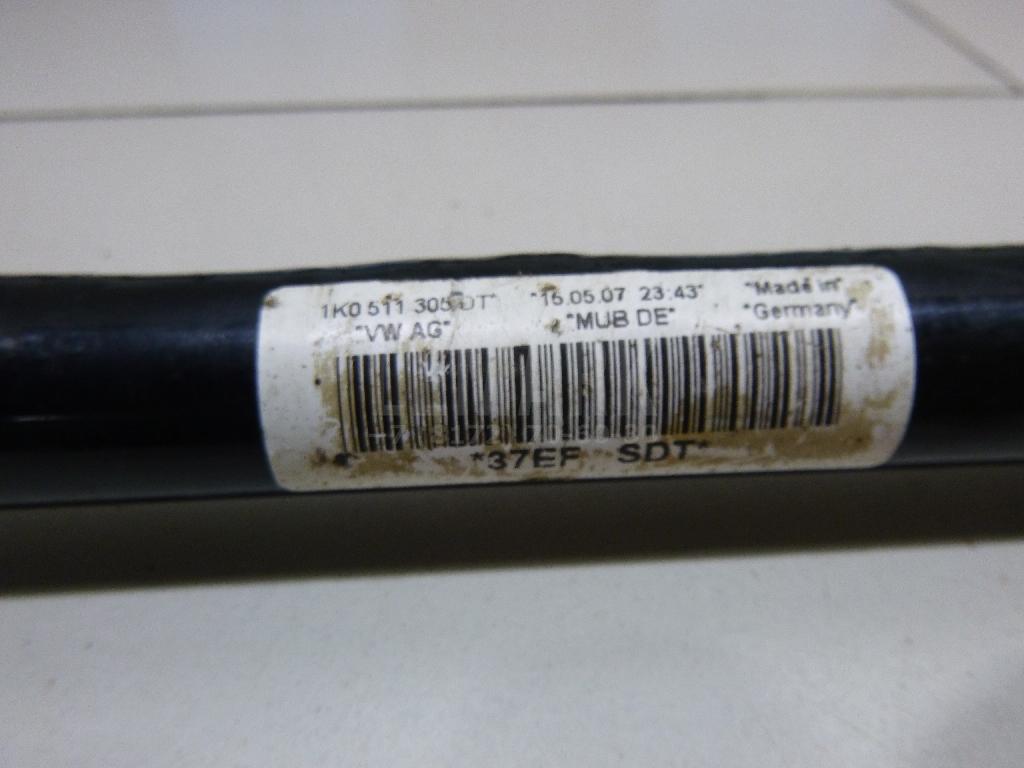 1K0 511 305 DT* *15.05.07 23:43* *Made in*
*VW AG* *MUB DE* *Germany*
*37EF SDT*